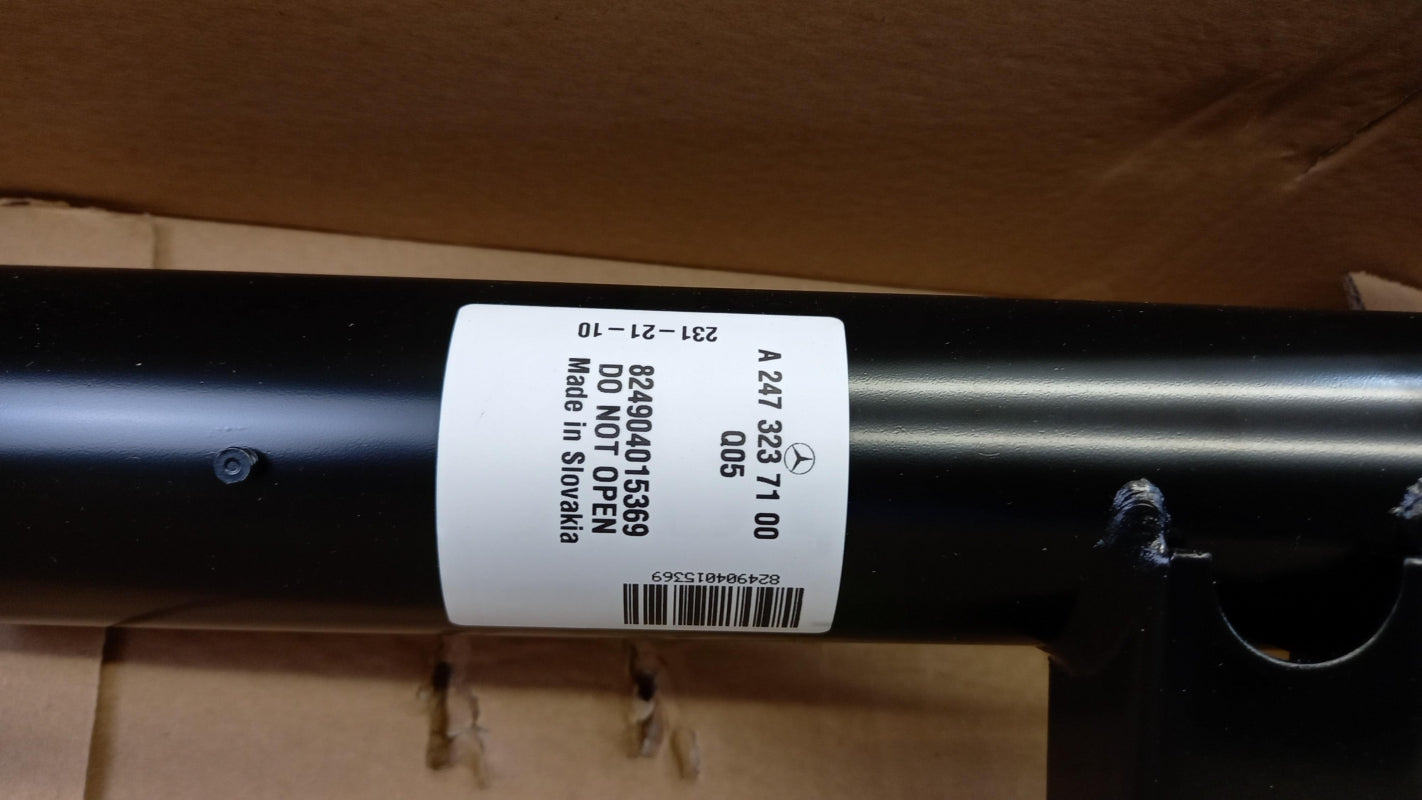 A 247 323 71 00
Q05
824904015369
DO NOT OPEN
Made in Slovakia
231-21-10
824904015369